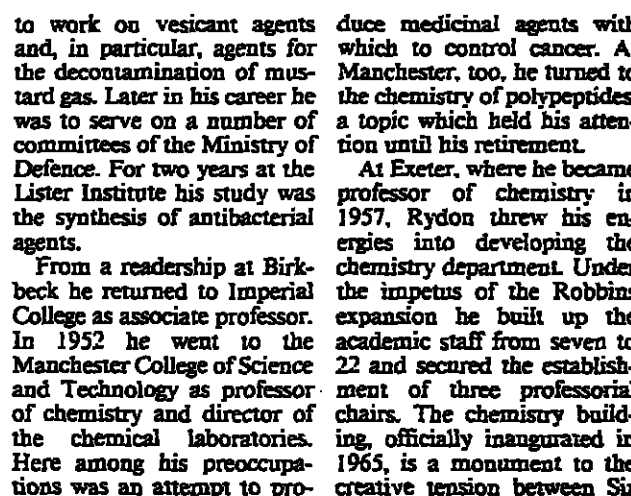 to work on vesicant agents
and, in particular, agents for
the decontamination of mus-
tard gas. Later in his career he
was to serve on a number of
committees of the Ministry of
Defence. For two years at the
Lister Institute his study was
the synthesis of antibacterial
agents.
From a readership at Birk-
beck he returned to Imperial
College as associate professor.
In 1952 he went to the
Manchester College of Science
and Technology as professor
of chemistry and director of
the chemical laboratories.
Here among his preoccupa-
tions was an attempt to pro-
duce medicinal agents with
which to control cancer. A
Manchester, too, he turned to
the chemistry of polypeptides,
a topic which held his atten-
tion until his retirement.
At Exeter, where he became
professor of chemistry in
1957, Rydon threw his en-
ergies into developing the
chemistry department. Under
the impetus of the Robbins
expansion he built up the
academic staff from seven to
22 and secured the establish-
ment of three professorial
chairs. The chemistry build-
ing, officially inaugurated in
1965, is a monument to the
creative tension between Sir